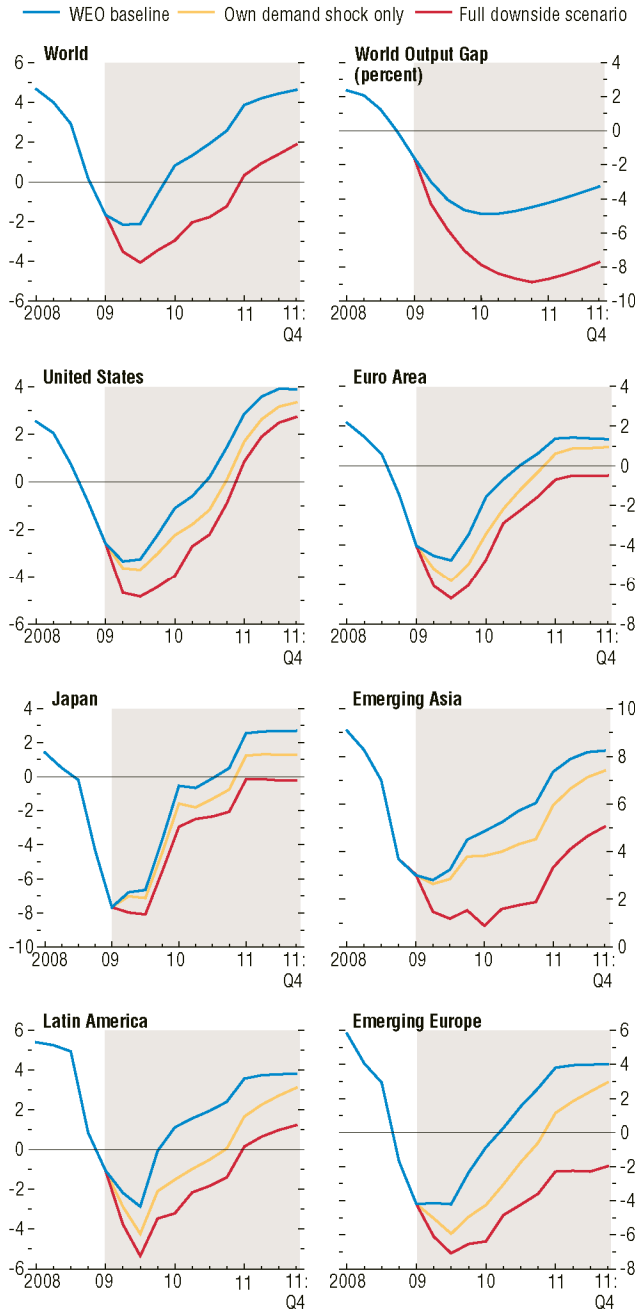 WEO baseline Own demand shock only Full downside scenario
World
World Output Gap
(percent)
6
4
2
0
-2
-4
-6
2008 09 10 11 11:
Q4
4
2
0
-2
-4
-6
-8
-10
2008 09 10 11 11:
Q4
United States
Euro Area
4
2
0
-2
-4
-6
2008 09 10 11 11:
Q4
4
2
0
-2
-4
-6
-8
2008 09 10 11 11:
Q4
Japan
Emerging Asia
4
2
0
-2
-4
-6
-8
-10
2008 09 10 11 11:
Q4
10
8
6
4
2
0
2008 09 10 11 11:
Q4
Latin America
Emerging Europe
6
4
2
0
-2
-4
-6
2008 09 10 11 11:
Q4
6
4
2
0
-2
-4
-6
-8
2008 09 10 11 11:
Q4